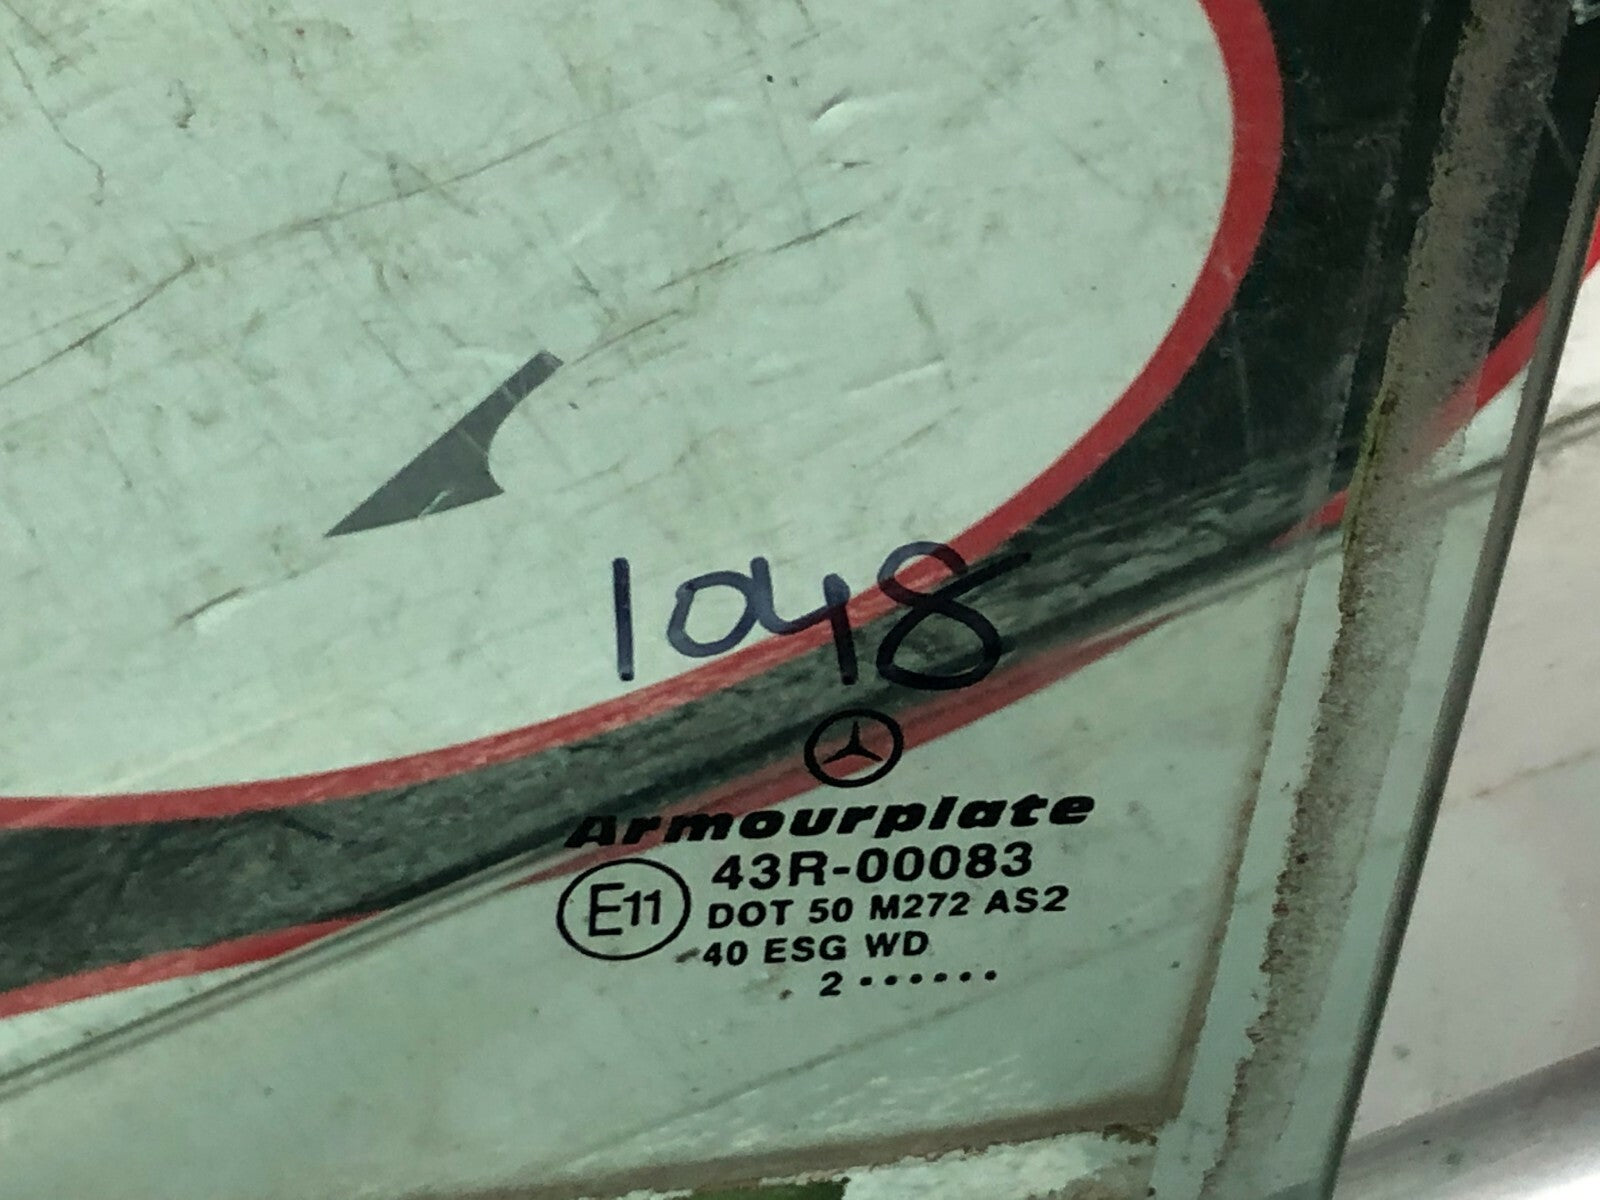 1048
Armourplate
43R-00083
E11
DOT 50 M272 AS2
40 ESG WD
2 ••••••